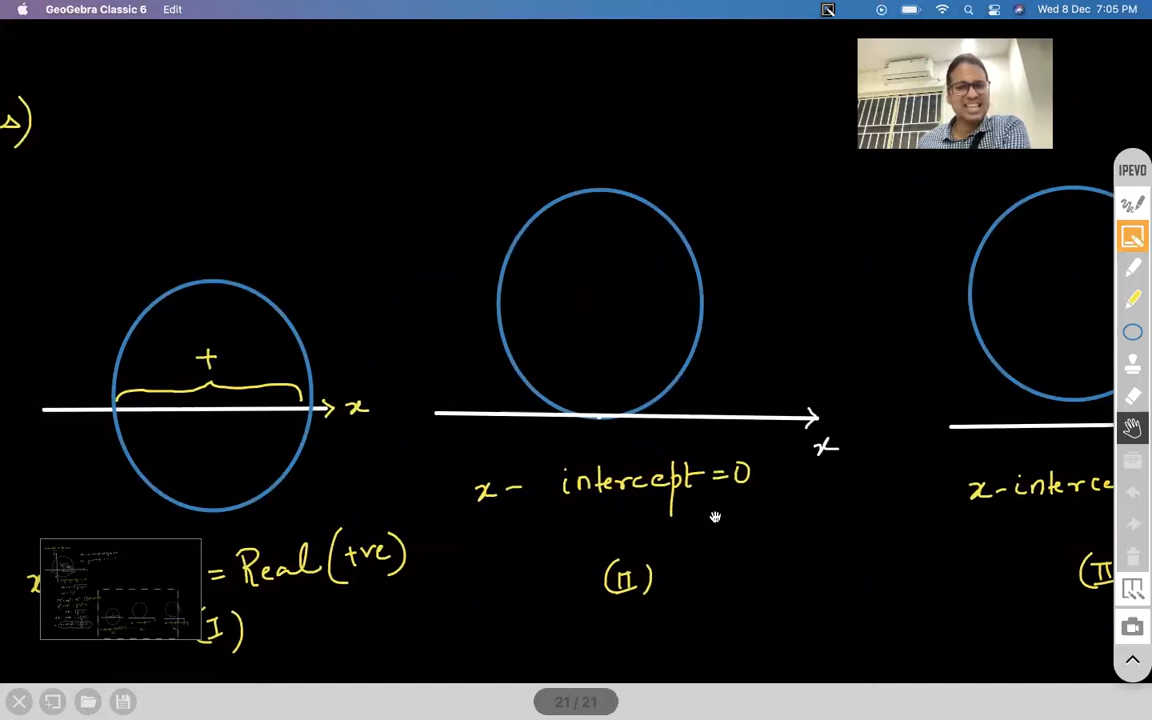 GeoGebra Classic 6 Edit Wed 8 Dec 7:05 PM
IPEVO
Δ)
+
x
x
x - intercept = 0
x - interce
= Real (+ve)
(I)
(II)
(II
21 / 21